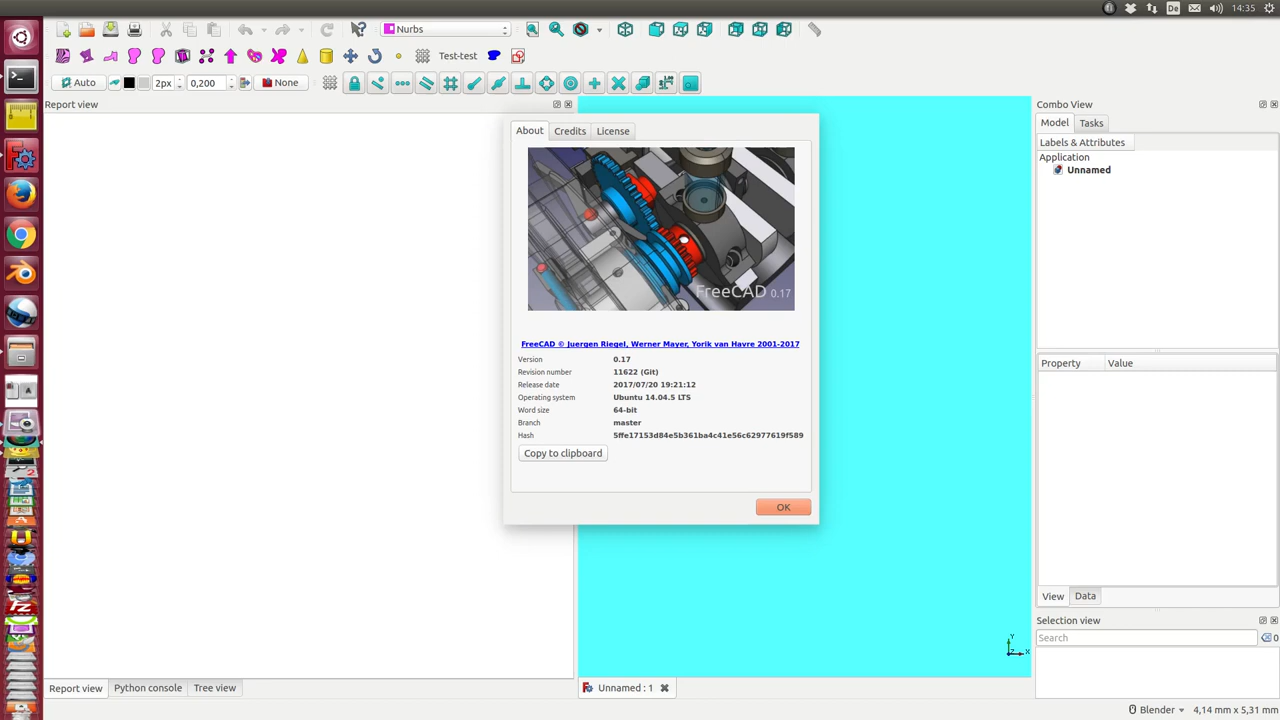 De
14:35
Nurbs
Test-test
Auto
2px
0,200
None
Report view
Combo View
About
Credits
License
Model
Tasks
Labels & Attributes
Application
Unnamed
FreeCAD 0.17
FreeCAD © Juergen Riegel, Werner Mayer, Yorik van Havre 2001-2017
Version 0.17
Revision number 11622 (Git)
Release date 2017/07/20 19:21:12
Operating system Ubuntu 14.04.5 LTS
Word size 64-bit
Branch master
Hash 5ffe17153d84e5b361ba4c41e56c62977619f589
Copy to clipboard
OK
Property Value
View
Data
Selection view
Search
0
Y
X
Report view
Python console
Tree view
Unnamed : 1
Blender
4,14 mm x 5,31 mm